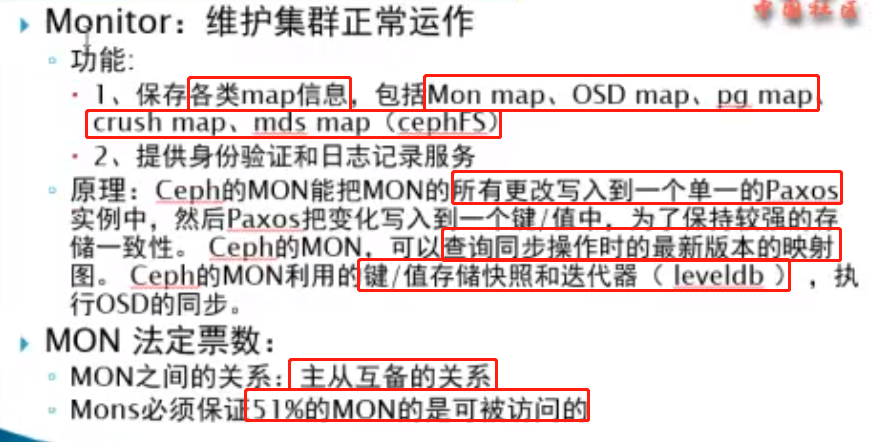 中国社区
Monitor：维护集群正常运作
功能:
1、保存各类map信息，包括Mon map、OSD map、pg map、
crush map、mds map（cephFS）
2、提供身份验证和日志记录服务
原理：Ceph的MON能把MON的所有更改写入到一个单一的Paxos
实例中，然后Paxos把变化写入到一个键/值中，为了保持较强的存
储一致性。 Ceph的MON，可以查询同步操作时的最新版本的映射
图。 Ceph的MON利用的键/值存储快照和迭代器（ leveldb ） ，执
行OSD的同步。
MON 法定票数：
MON之间的关系：主从互备的关系
Mons必须保证51%的MON的是可被访问的